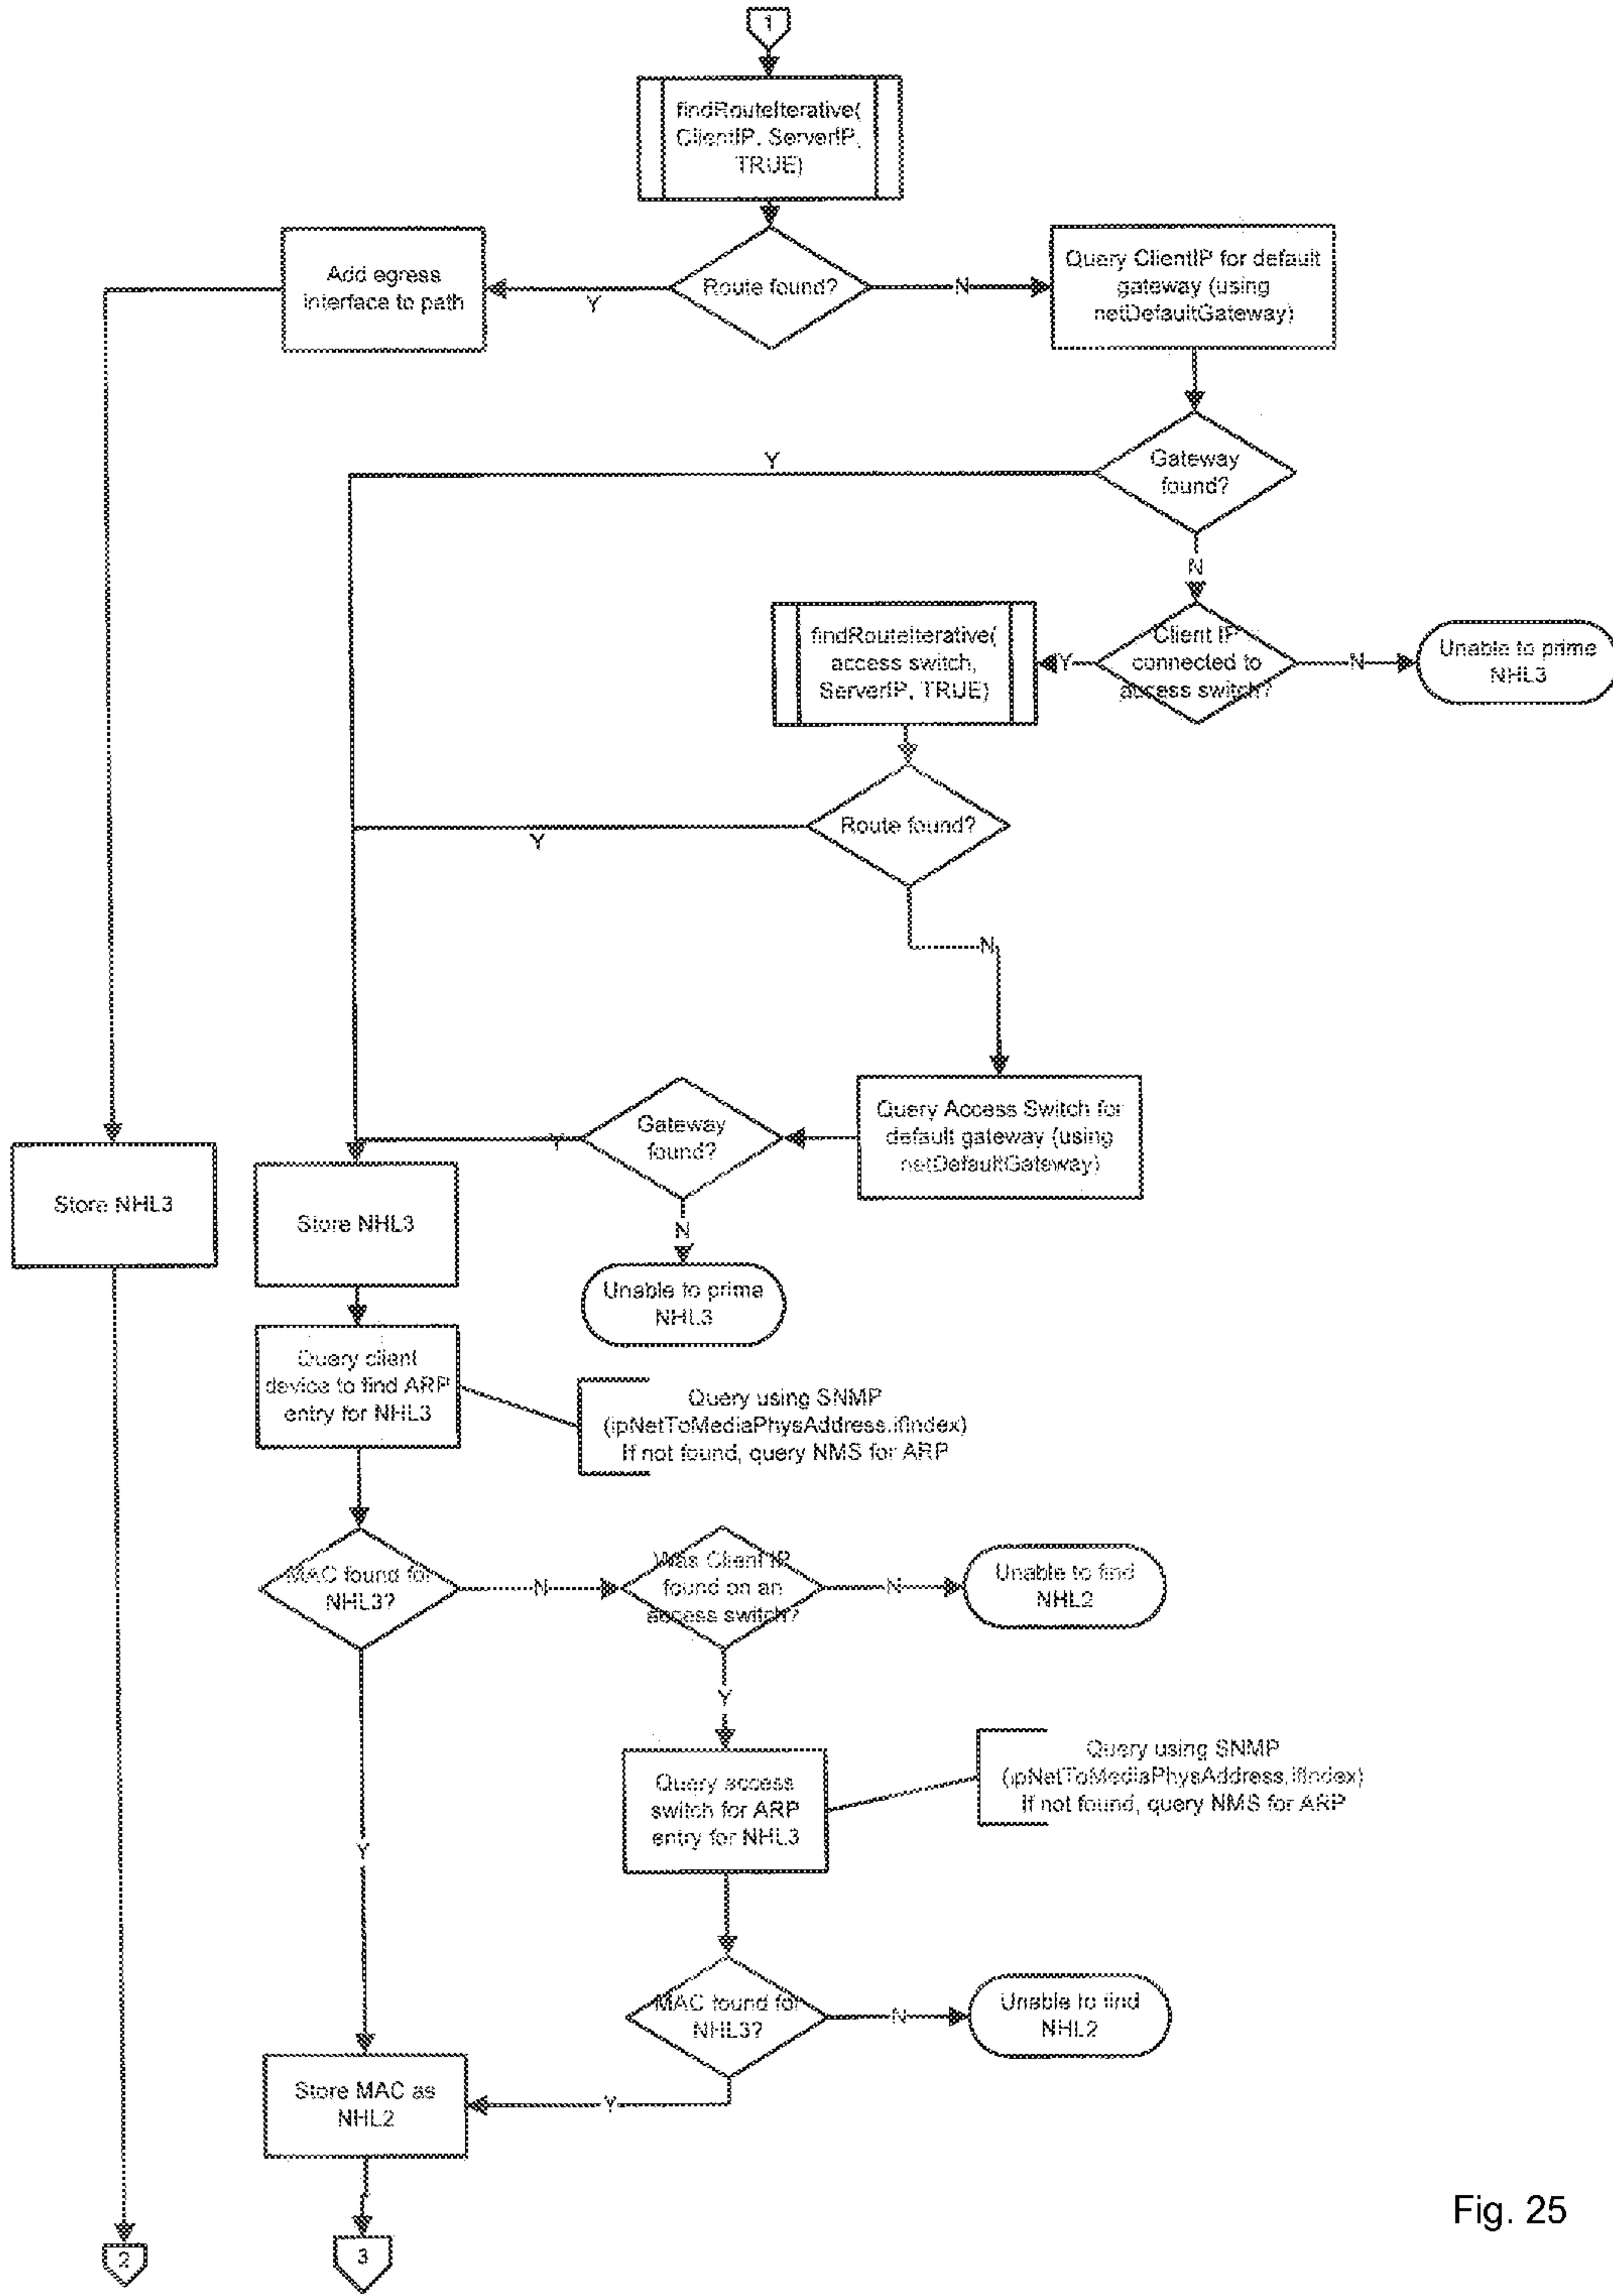 1
findRouteIterative(
ClientIP, ServerIP,
TRUE)
Add egress
interface to path
Y
Route found?
N
Query ClientIP for default
gateway (using
netDefaultGateway)
Y
Gateway
found?
N
findRouteIterative(
access switch,
ServerIP, TRUE)
Y
Client IP
connected to
access switch?
N
Unable to prime
NHL3
Y
Route found?
N
Store NHL3
Store NHL3
Y
Gateway
found?
Query Access Switch for
default gateway (using
netDefaultGateway)
N
Unable to prime
NHL3
Query client
device to find ARP
entry for NHL3
Query using SNMP
(ipNetToMediaPhysAddress.ifIndex)
If not found, query NMS for ARP
MAC found for
NHL3?
N
Was Client IP
found on an
access switch?
N
Unable to find
NHL2
Y
Y
Query access
switch for ARP
entry for NHL3
Query using SNMP
(ipNetToMediaPhysAddress.ifIndex)
If not found, query NMS for ARP
MAC found for
NHL3?
N
Unable to find
NHL2
Store MAC as
NHL2
Y
2
3
Fig. 25